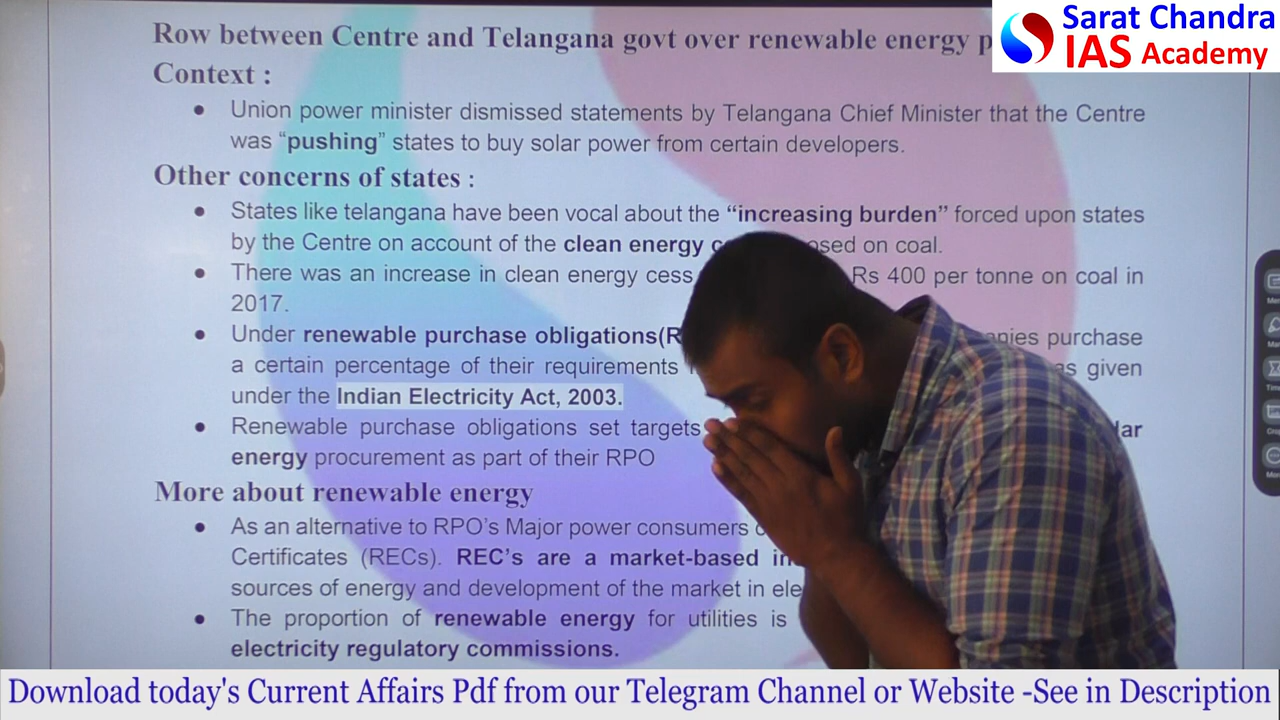 Sarat Chandra
IAS Academy
Row between Centre and Telangana govt over renewable energy
Context :
● Union power minister dismissed statements by Telangana Chief Minister that the Centre
was “pushing” states to buy solar power from certain developers.
Other concerns of states :
● States like telangana have been vocal about the “increasing burden” forced upon states
by the Centre on account of the clean energy on coal.
● There was an increase in clean energy cess Rs 400 per tonne on coal in
2017.
● Under renewable purchase obligations(R purchase
a certain percentage of their requirements as given
under the Indian Electricity Act, 2003.
● Renewable purchase obligations set targets
energy procurement as part of their RPO
More about renewable energy
● As an alternative to RPO’s Major power consumers
Certificates (RECs). REC’s are a market-based
sources of energy and development of the market in
● The proportion of renewable energy for utilities is
electricity regulatory commissions.
Download today's Current Affairs Pdf from our Telegram Channel or Website -See in Description